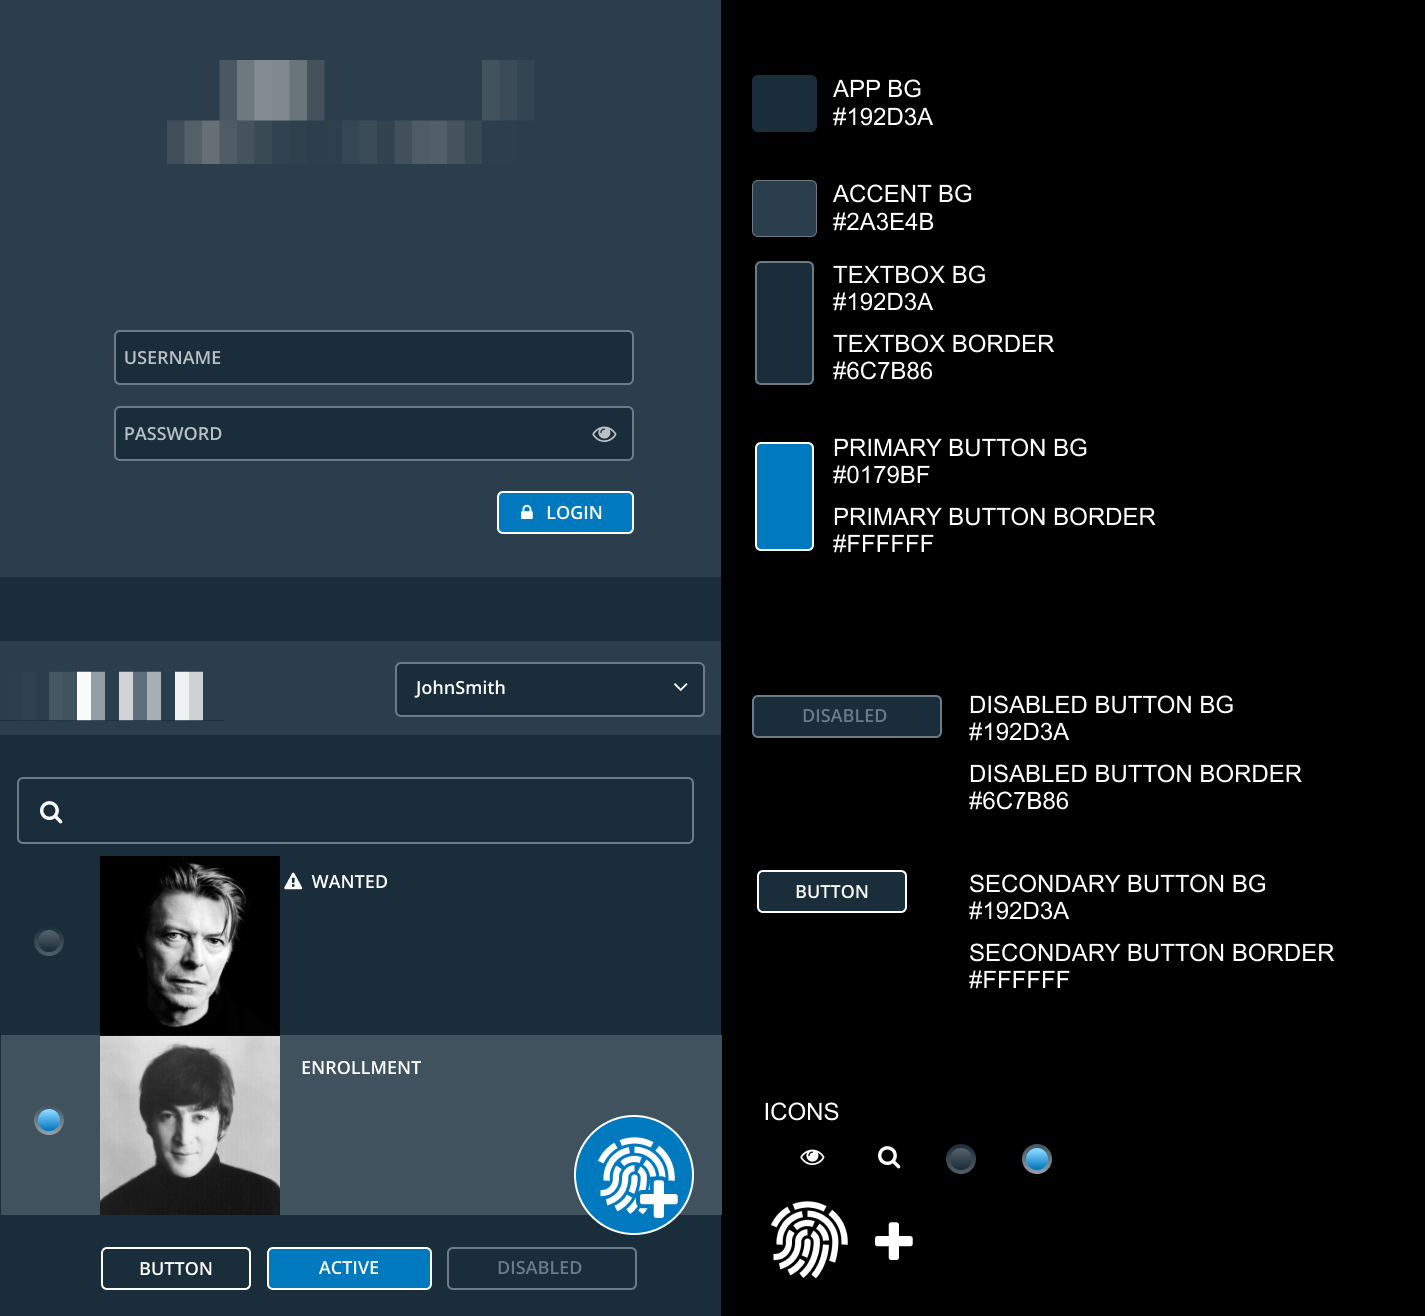 USERNAME
PASSWORD
LOGIN
JohnSmith
WANTED
ENROLLMENT
BUTTON
ACTIVE
DISABLED
APP BG
#192D3A
ACCENT BG
#2A3E4B
TEXTBOX BG
#192D3A
TEXTBOX BORDER
#6C7B86
PRIMARY BUTTON BG
#0179BF
PRIMARY BUTTON BORDER
#FFFFFF
DISABLED
DISABLED BUTTON BG
#192D3A
DISABLED BUTTON BORDER
#6C7B86
BUTTON
SECONDARY BUTTON BG
#192D3A
SECONDARY BUTTON BORDER
#FFFFFF
ICONS